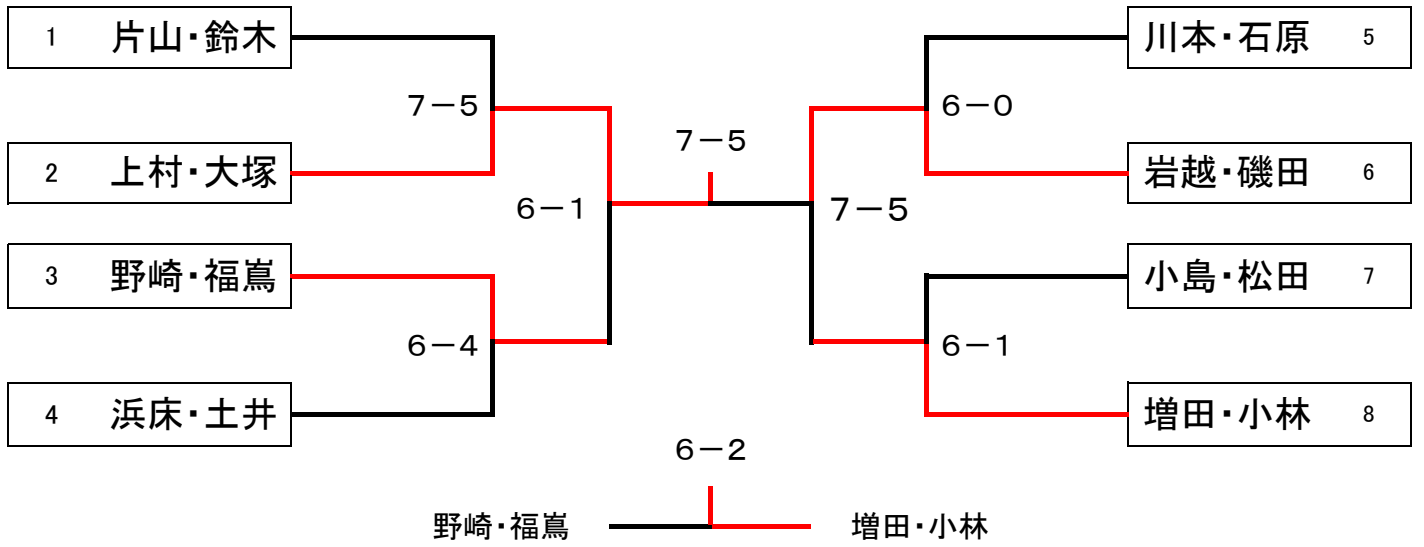 1 片山・鈴木
川本・石原 5
7－5
6－0
7－5
2 上村・大塚
岩越・磯田 6
6－1
7－5
3 野崎・福嶌
小島・松田 7
6－4
6－1
4 浜床・土井
増田・小林 8
6－2
野崎・福嶌
増田・小林